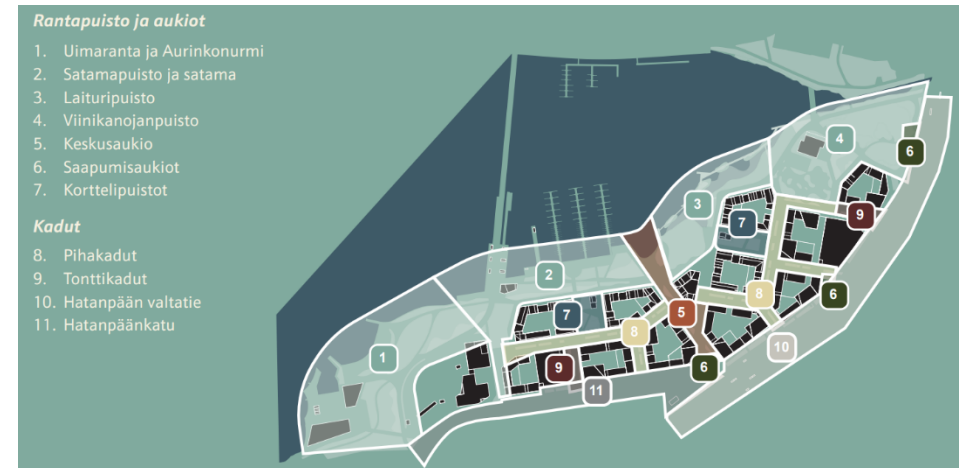 Rantapuisto ja aukiot
1. Uimaranta ja Aurinkonurmi
2. Satamapuisto ja satama
3. Laituripuisto
4. Viinikanojanpuisto
5. Keskusaukio
6. Saapumisaukiot
7. Korttelipuistot
Kadut
8. Pihakadut
9. Tonttikadut
10. Hatanpään valtatie
11. Hatanpäänkatu
4
6
3
9
7
2
6
8
7
5
10
8
1
9
6
11